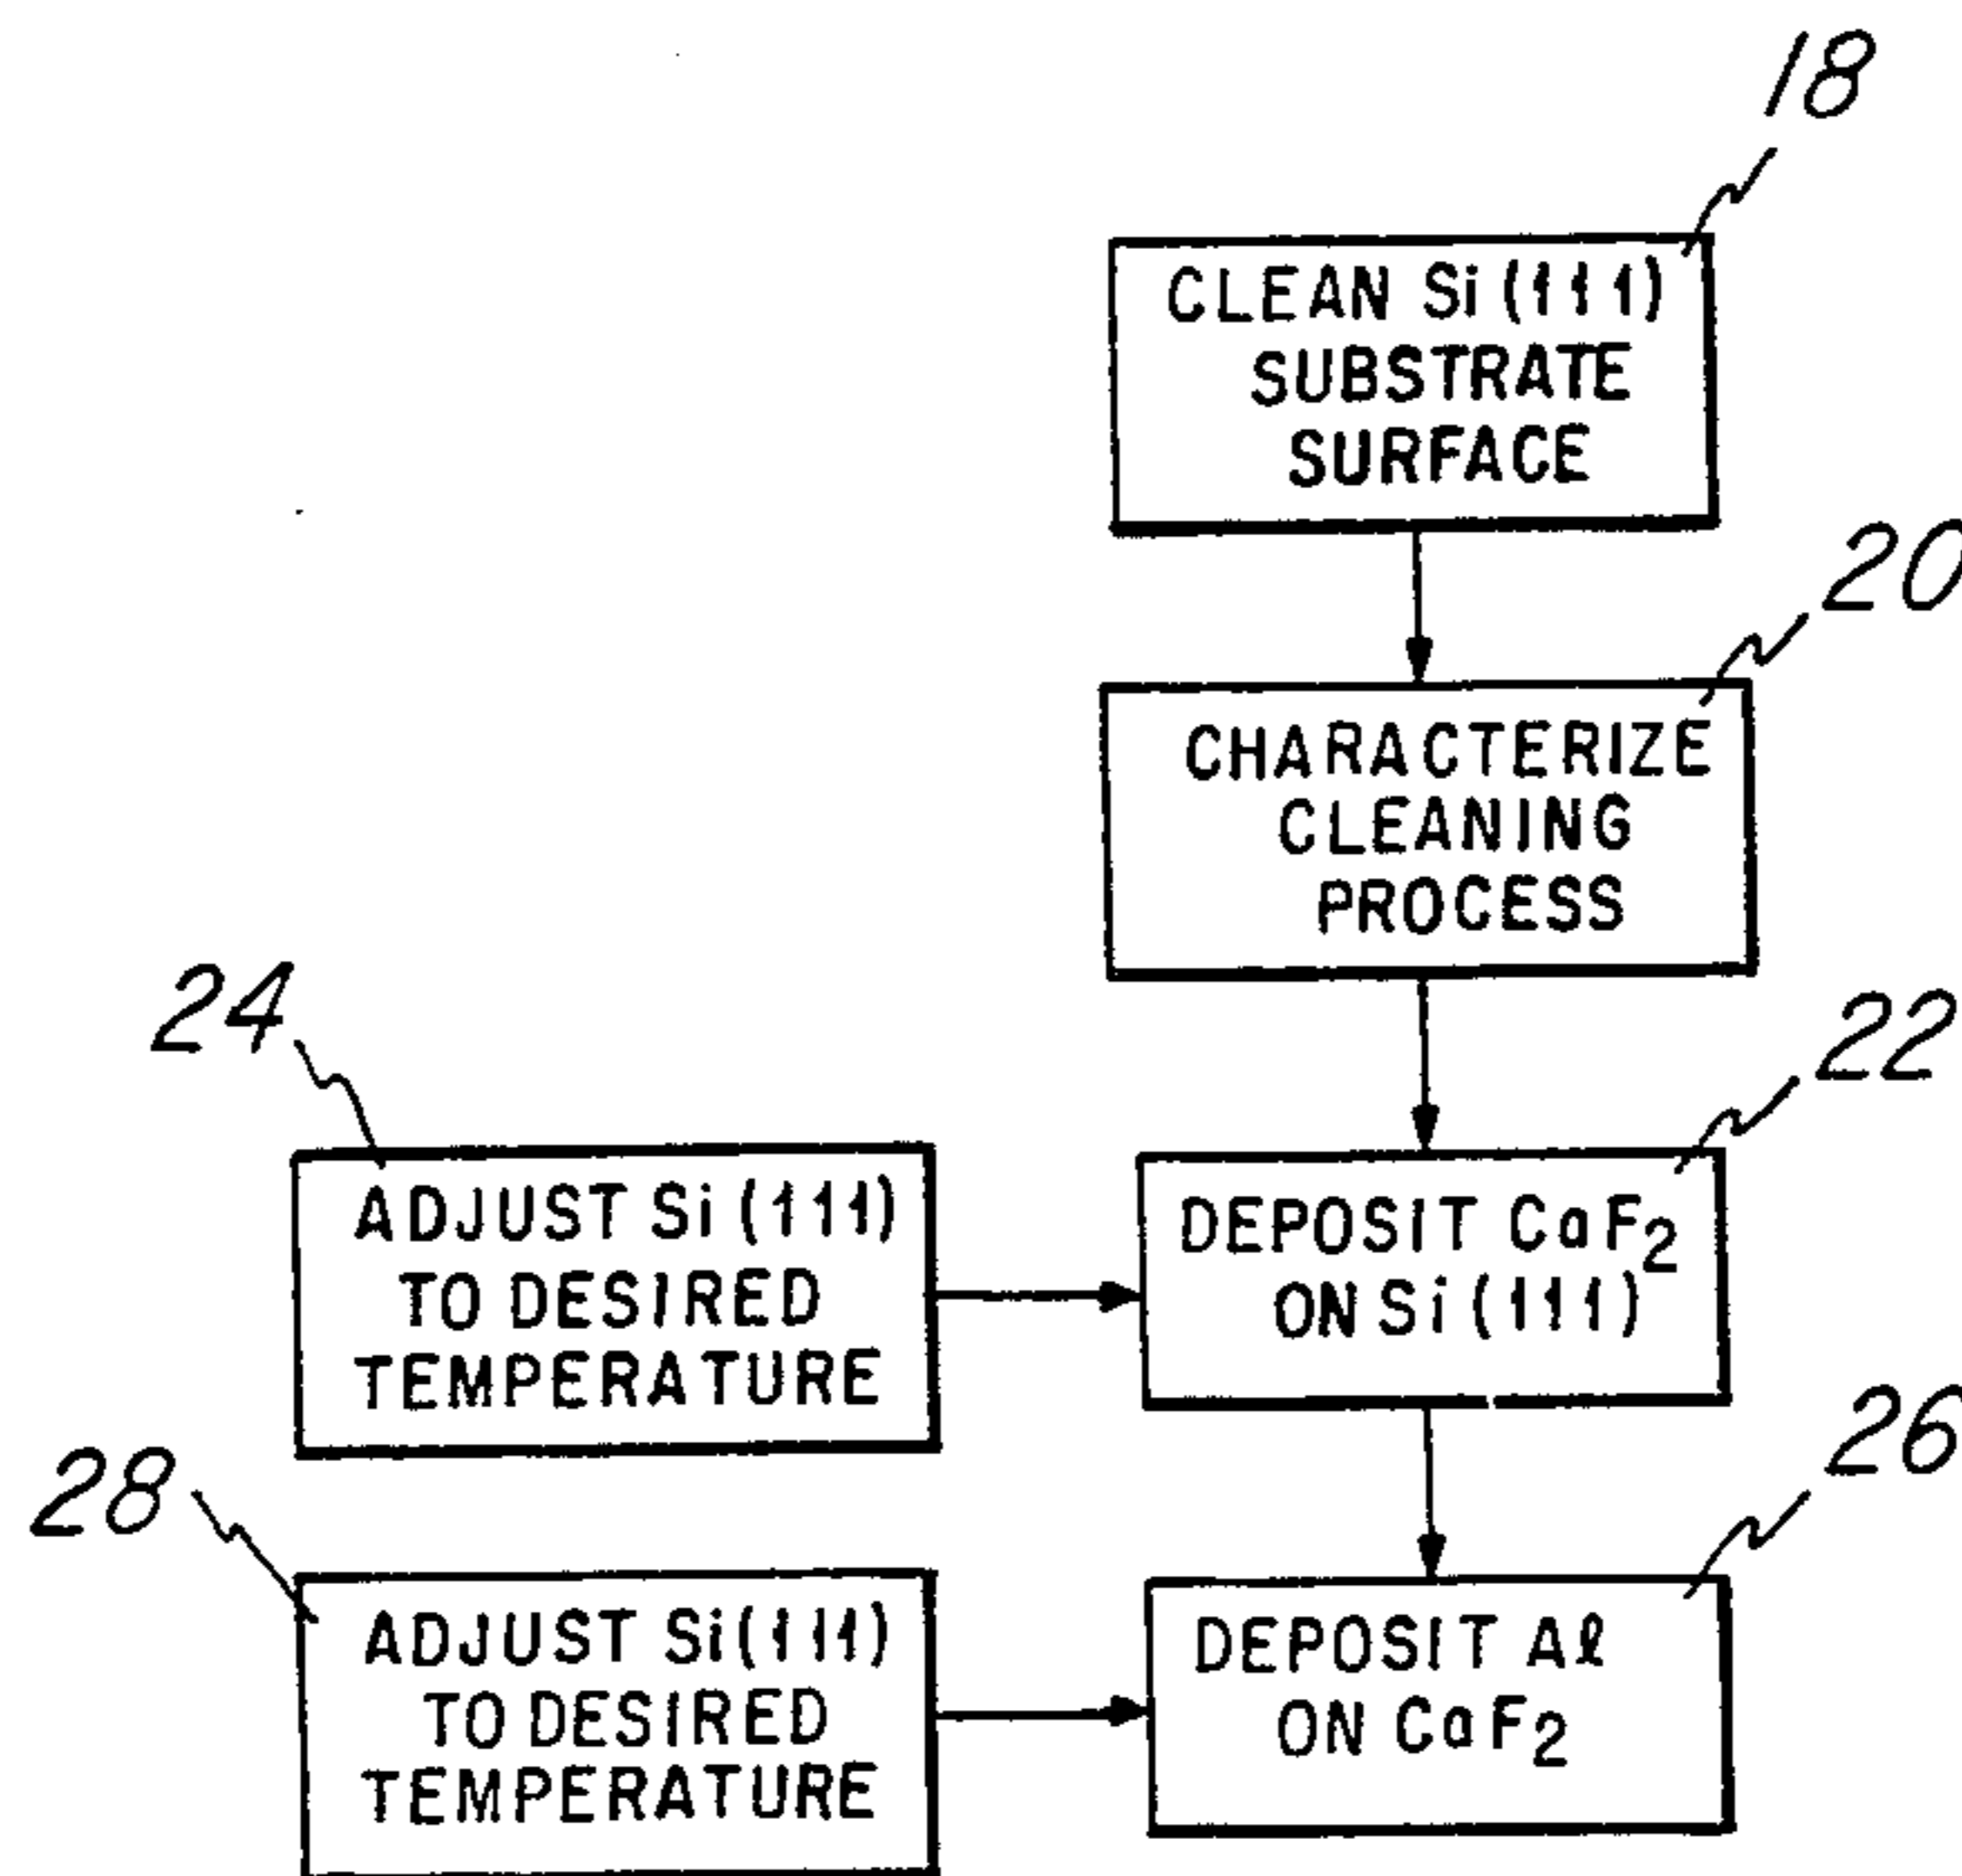 18
CLEAN Si (111)
SUBSTRATE
SURFACE
20
CHARACTERIZE
CLEANING
PROCESS
24
22
ADJUST Si (111)
TO DESIRED
TEMPERATURE
DEPOSIT CaF₂
ON Si (111)
28
26
ADJUST Si(111)
TO DESIRED
TEMPERATURE
DEPOSIT Aℓ
ON CaF₂